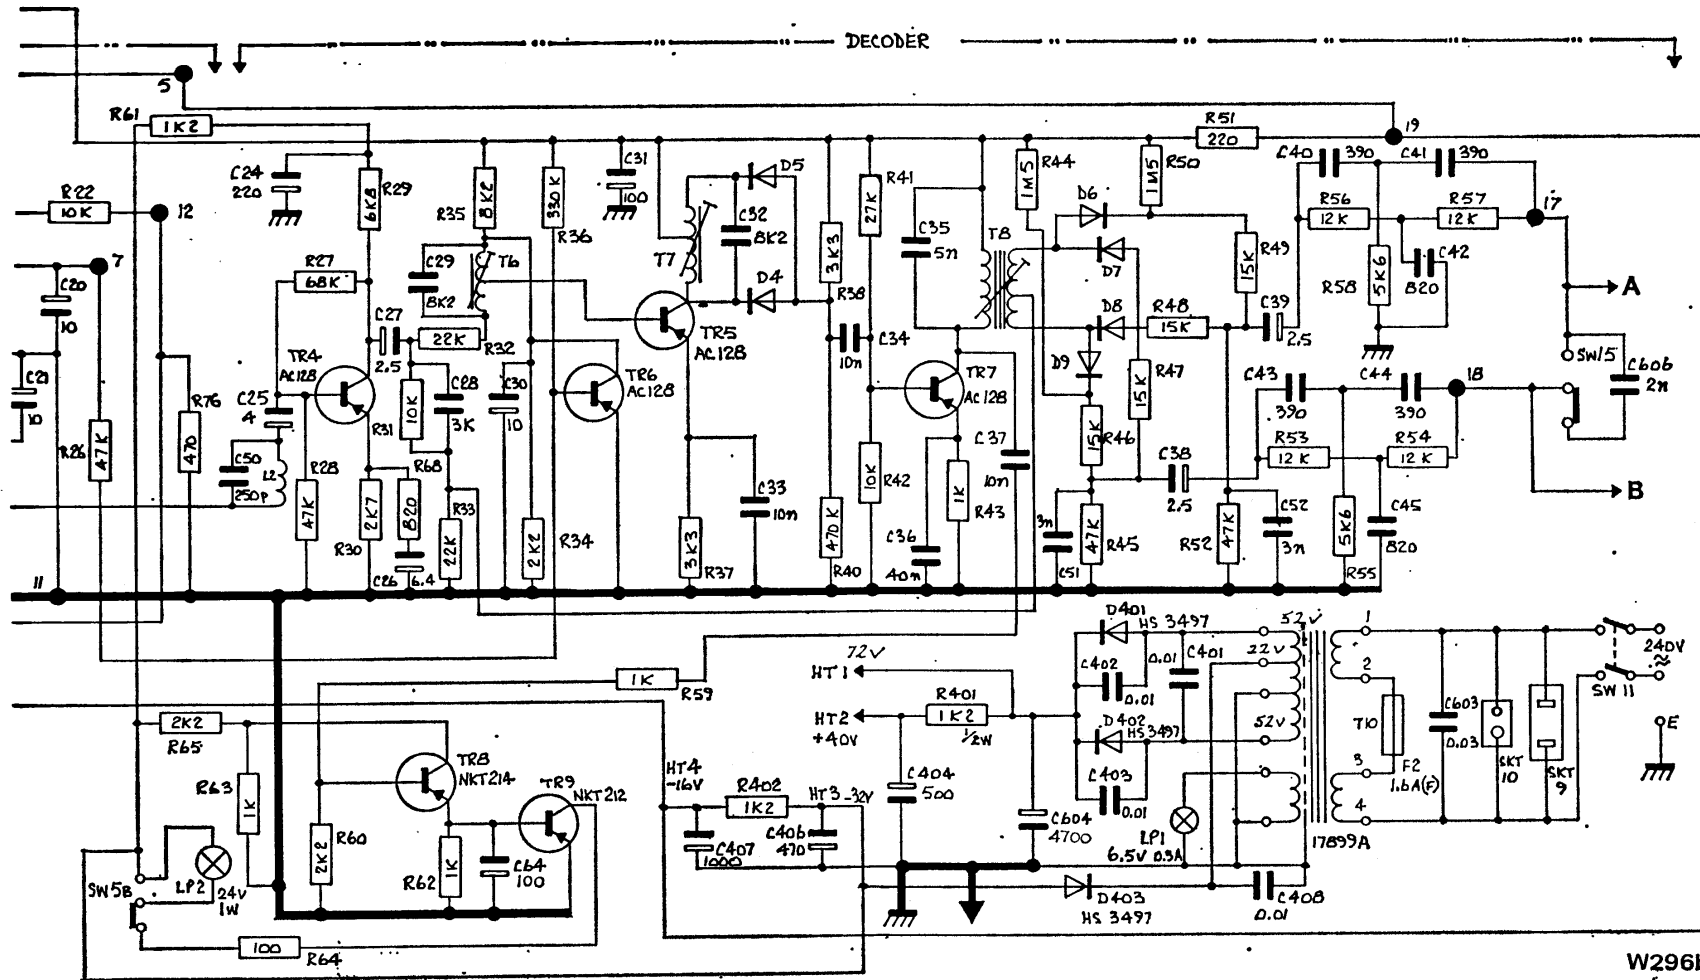 DECODER
5
R61
1K2
19
R51
220
C24
220
R29
6K8
R35
8K2
330K
R36
C31
100
D5
C32
8K2
T7
D4
3K3
R38
R41
27K
C35
5n
T8
R44
1M5
D6
R50
1M5
D7
D8
R49
15K
C40
390
C41
390
R56
12K
R57
12K
17
R58
5K6
C42
820
A
R22
10K
12
7
C20
10
C21
10
R26
47K
R76
470
R27
68K
C27
2.5
C29
8K2
T6
22K
R32
TR4
AC128
C25
4
C50
250P
L2
R28
47K
R31
10K
C28
3K
C30
10
R30
2K7
R68
820
R33
22K
C26
6.4
2K2
R34
TR6
AC128
TR5
AC128
C33
10n
3K3
R37
C34
10n
470K
R40
10K
R42
TR7
AC128
C37
10n
1K
R43
C36
40n
D9
R48
15K
C39
2.5
R47
15K
R46
15K
C38
2.5
3n
C51
47K
R45
R52
47K
C52
3n
C43
390
C44
390
18
R53
12K
R54
12K
5K6
R55
C45
820
SW15
C606
2n
B
11
1K
R59
72V
HT1
HT2
+40V
R401
1K2
1/2W
D401
HS 3497
C402
0.01
0.01
C401
D402
HS 3497
C403
0.01
52V
22V
52V
1
2
3
4
T10
F2
1.6A(F)
C603
0.03
SKT
10
SKT
9
SW11
240V
E
17899A
2K2
R65
R63
1K
TR8
NKT214
TR9
NKT212
R60
2K2
R62
1K
C64
100
HT4
-16V
R402
1K2
HT3 -32V
C407
1000
C406
470
C404
500
C604
4700
LP1
6.5V 0.3A
D403
HS 3497
C408
0.01
SW5B
LP2
24V
1W
100
R64